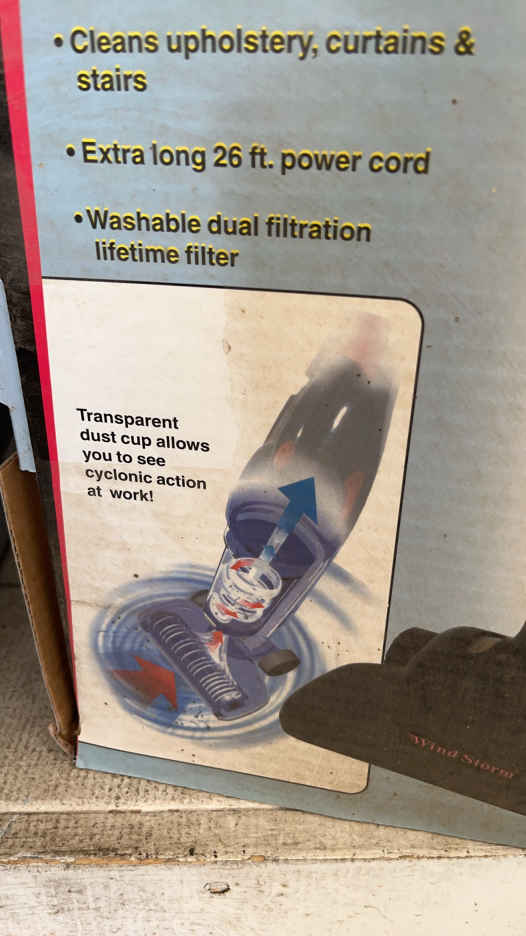 • Cleans upholstery, curtains &
stairs
• Extra long 26 ft. power cord
• Washable dual filtration
lifetime filter
Transparent
dust cup allows
you to see
cyclonic action
at work!
Wind Storm